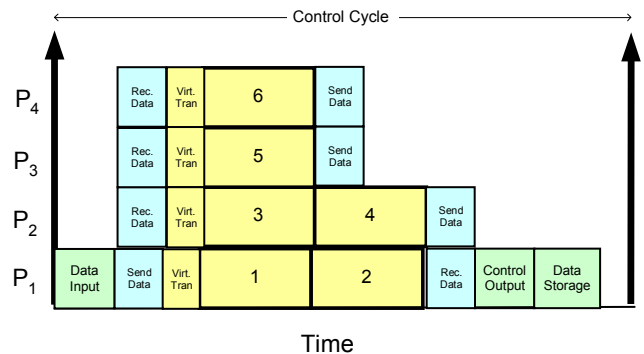 Control Cycle
P4
Rec.
Data
Virt.
Tran
6
Send
Data
P3
Rec.
Data
Virt.
Tran
5
Send
Data
P2
Rec.
Data
Virt.
Tran
3
4
Send
Data
P1
Data
Input
Send
Data
Virt.
Tran
1
2
Rec.
Data
Control
Output
Data
Storage
Time